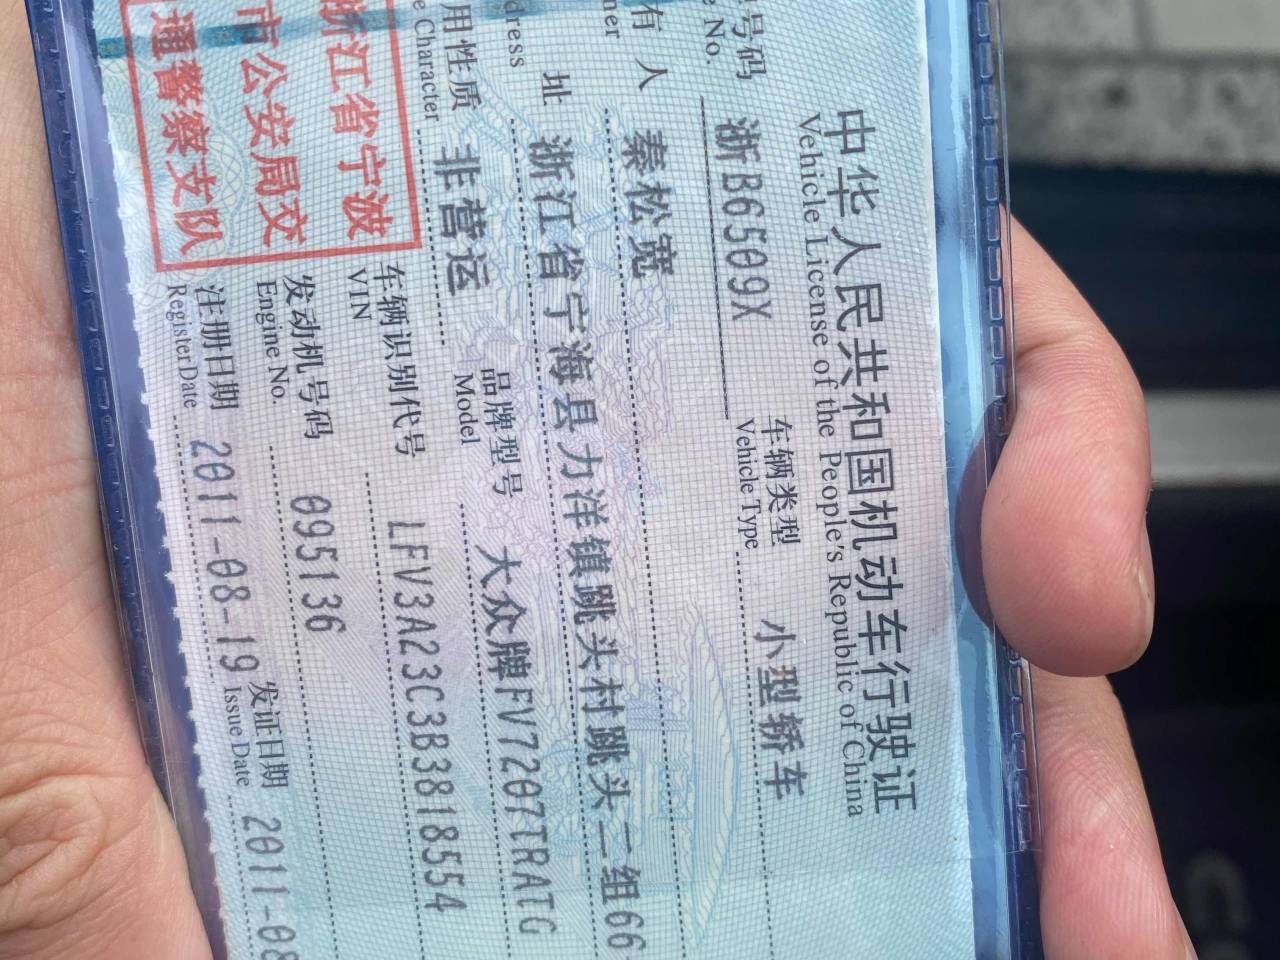 中华人民共和国机动车行驶证
Vehicle License of the People's Republic of China
号码 浙B6509X 车辆类型 小型轿车
No. Vehicle Type
有人 秦松宽
址 浙江省宁海县力洋镇跳头村跳头二组66
用性质 非营运 品牌型号 大众牌FV7207TRATG
Character Model
浙江省宁波
市公安局交
通警察支队
车辆识别代号 LFV3A23C3B3818554
VIN
发动机号码 095136
Engine No.
注册日期 2011-08-19 发证日期 2011-08
Register Date Issue Date